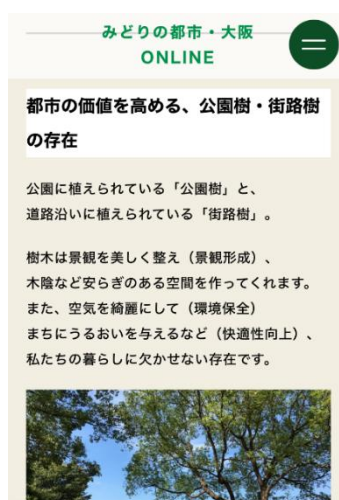 みどりの都市・大阪
ONLINE
都市の価値を高める、公園樹・街路樹
の存在
公園に植えられている「公園樹」と、
道路沿いに植えられている「街路樹」。
樹木は景観を美しく整え（景観形成）、
木陰など安らぎのある空間を作ってくれます。
また、空気を綺麗にして（環境保全）
まちにうるおいを与えるなど（快適性向上）、
私たちの暮らしに欠かせない存在です。